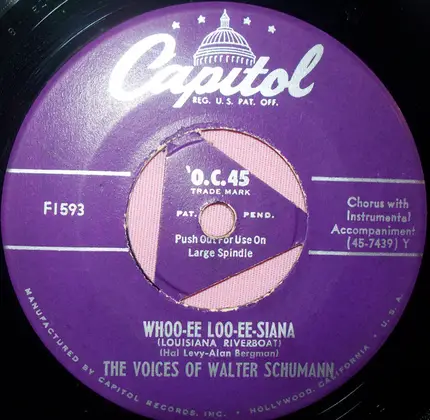 Capitol
REG. U.S. PAT. OFF.
'O.C. 45
TRADE MARK
PAT. PEND.
Push Out For Use On
Large Spindle
F1593
Chorus with
Instrumental
Accompaniment
(45-7439) Y
WHOO-EE LOO-EE-SIANA
(LOUISIANA RIVERBOAT)
(Hal Levy-Alan Bergman)
THE VOICES OF WALTER SCHUMANN
MANUFACTURED BY CAPITOL RECORDS, INC. • HOLLYWOOD, CALIFORNIA, U.S.A.